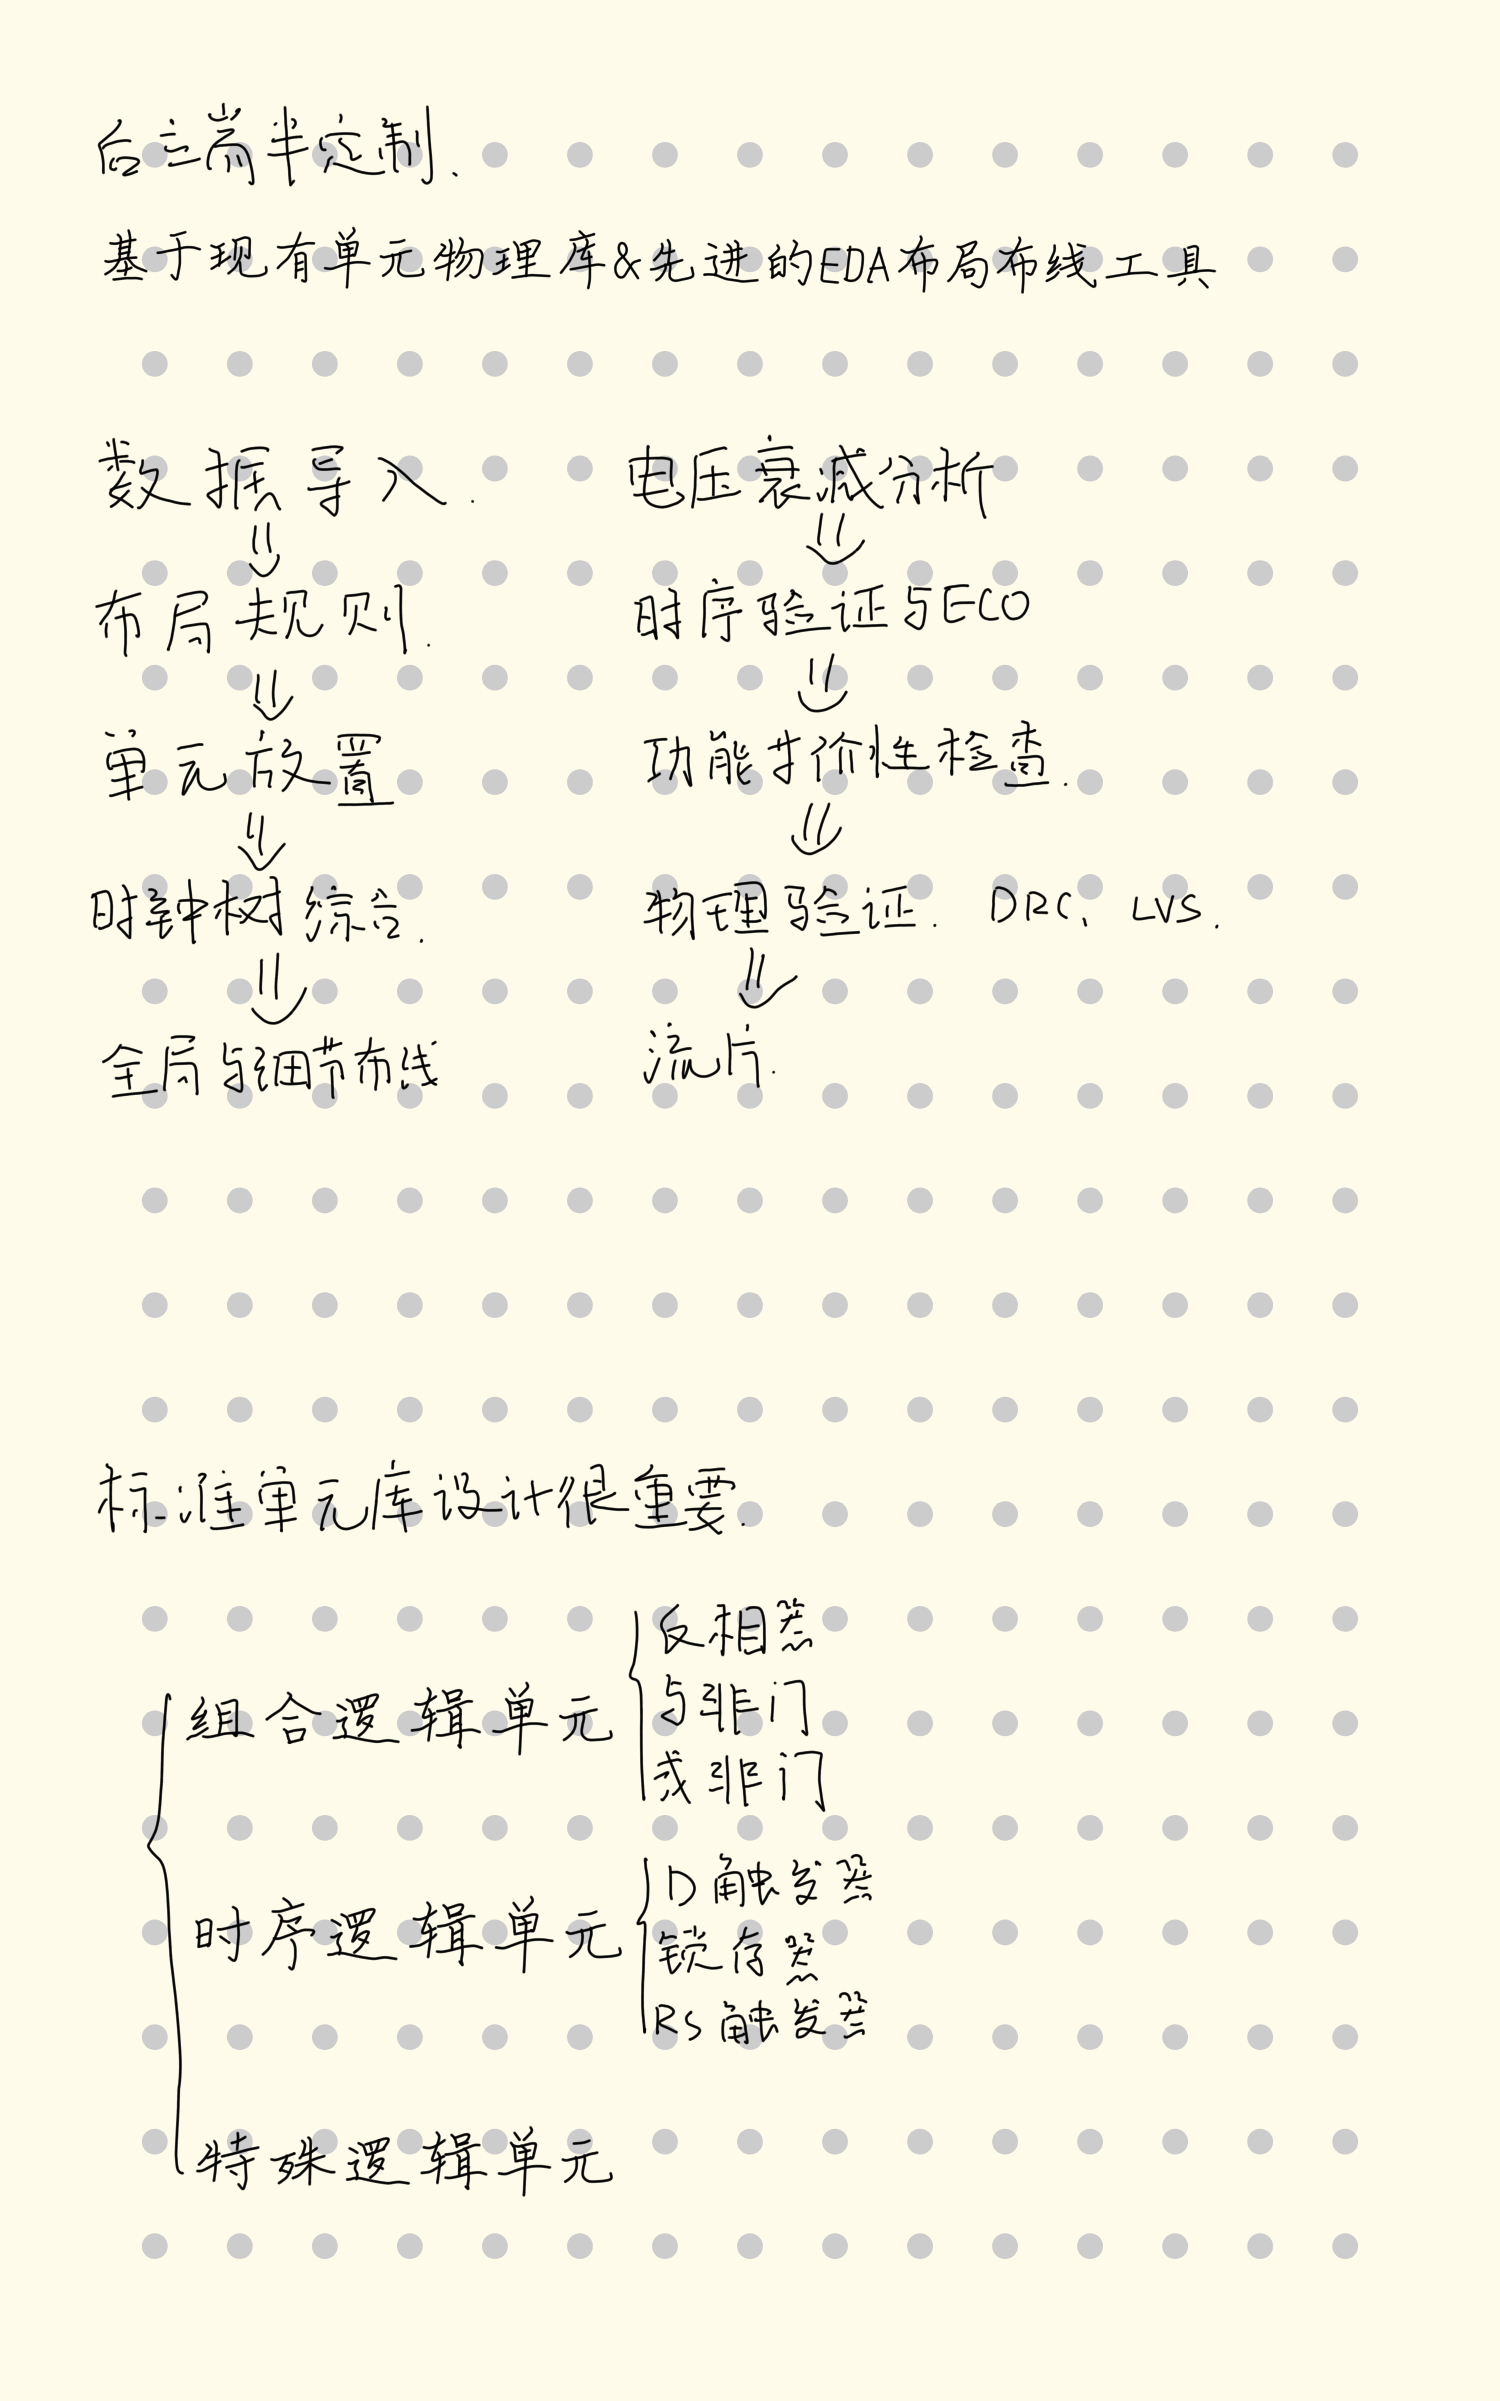 后端半定制.
基于现有单元物理库&先进的EDA布局布线工具
数据导入.
⇓
布局规则.
⇓
单元放置
⇓
时钟树综合.
⇓
全局与细节布线
电压衰减分析
⇓
时序验证与ECO
⇓
功能才价性检查.
⇓
物理验证. DRC、LVS.
⇓
流片.
标准单元库设计很重要.
组合逻辑单元
反相器
与非门
或非门
时序逻辑单元
D触发器
锁存器
RS触发器
特殊逻辑单元